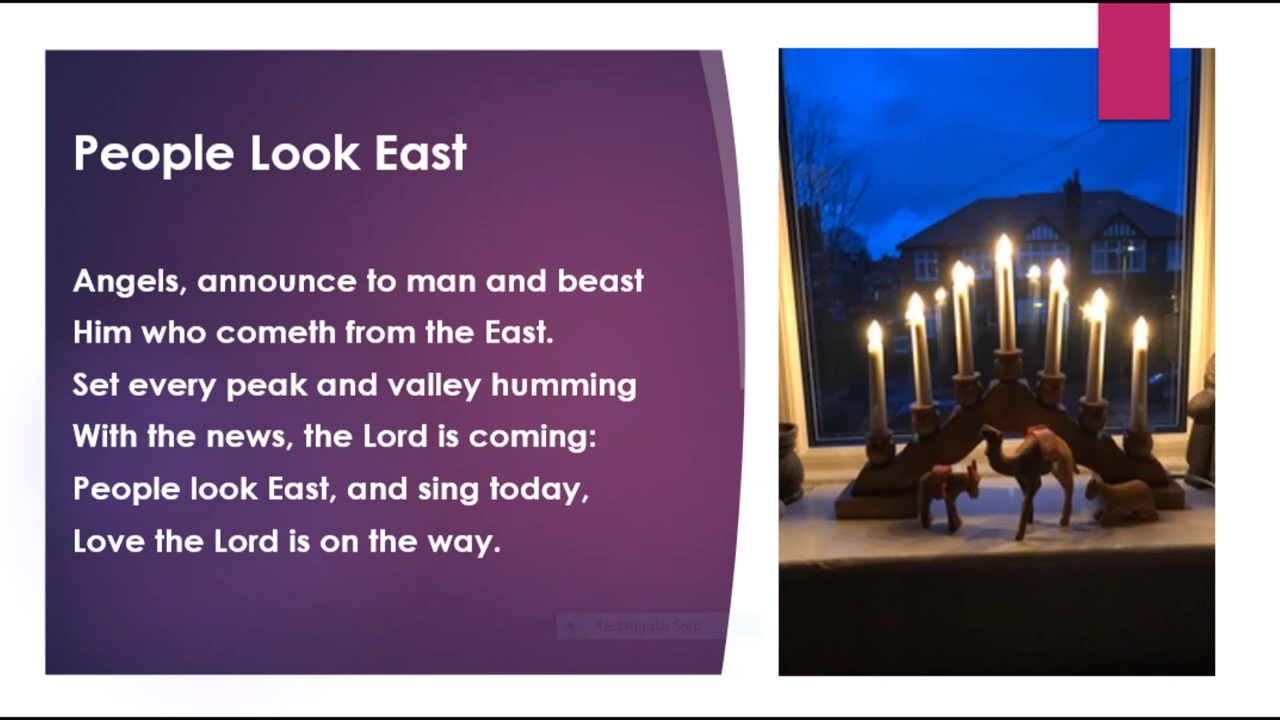 People Look East
Angels, announce to man and beast
Him who cometh from the East.
Set every peak and valley humming
With the news, the Lord is coming:
People look East, and sing today,
Love the Lord is on the way.
Rectangular Snip